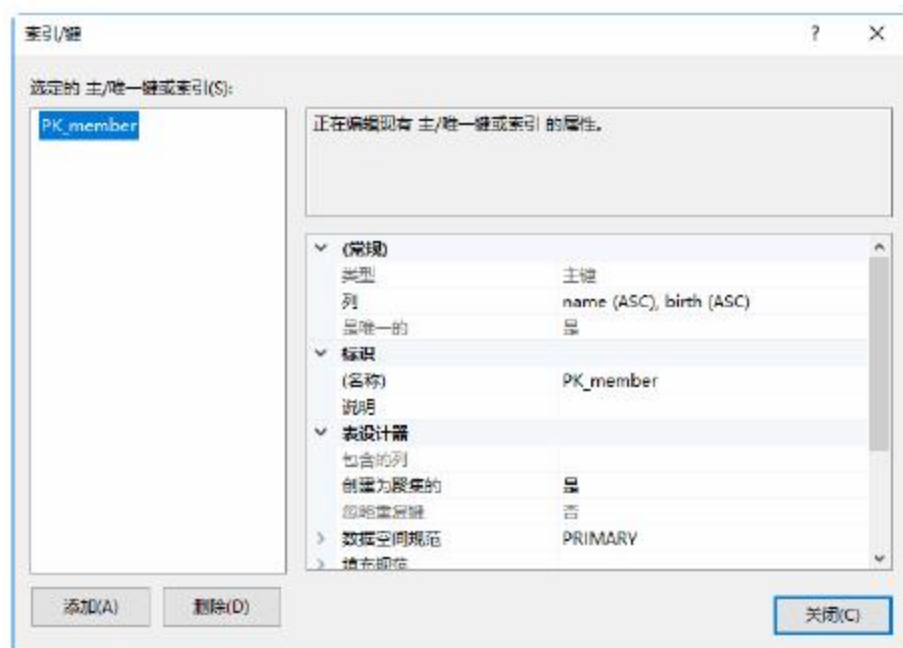 索引/键
?
×
选定的 主/唯一键或索引(S):
PK_member
正在编辑现有 主/唯一键或索引 的属性。
(常规)
类型 主键
列 name (ASC), birth (ASC)
是唯一的 是
标识
(名称) PK_member
说明
表设计器
包含的列
创建为聚集的 是
忽略重复键 否
数据空间规范 PRIMARY
填充规范
添加(A) 删除(D)
关闭(C)